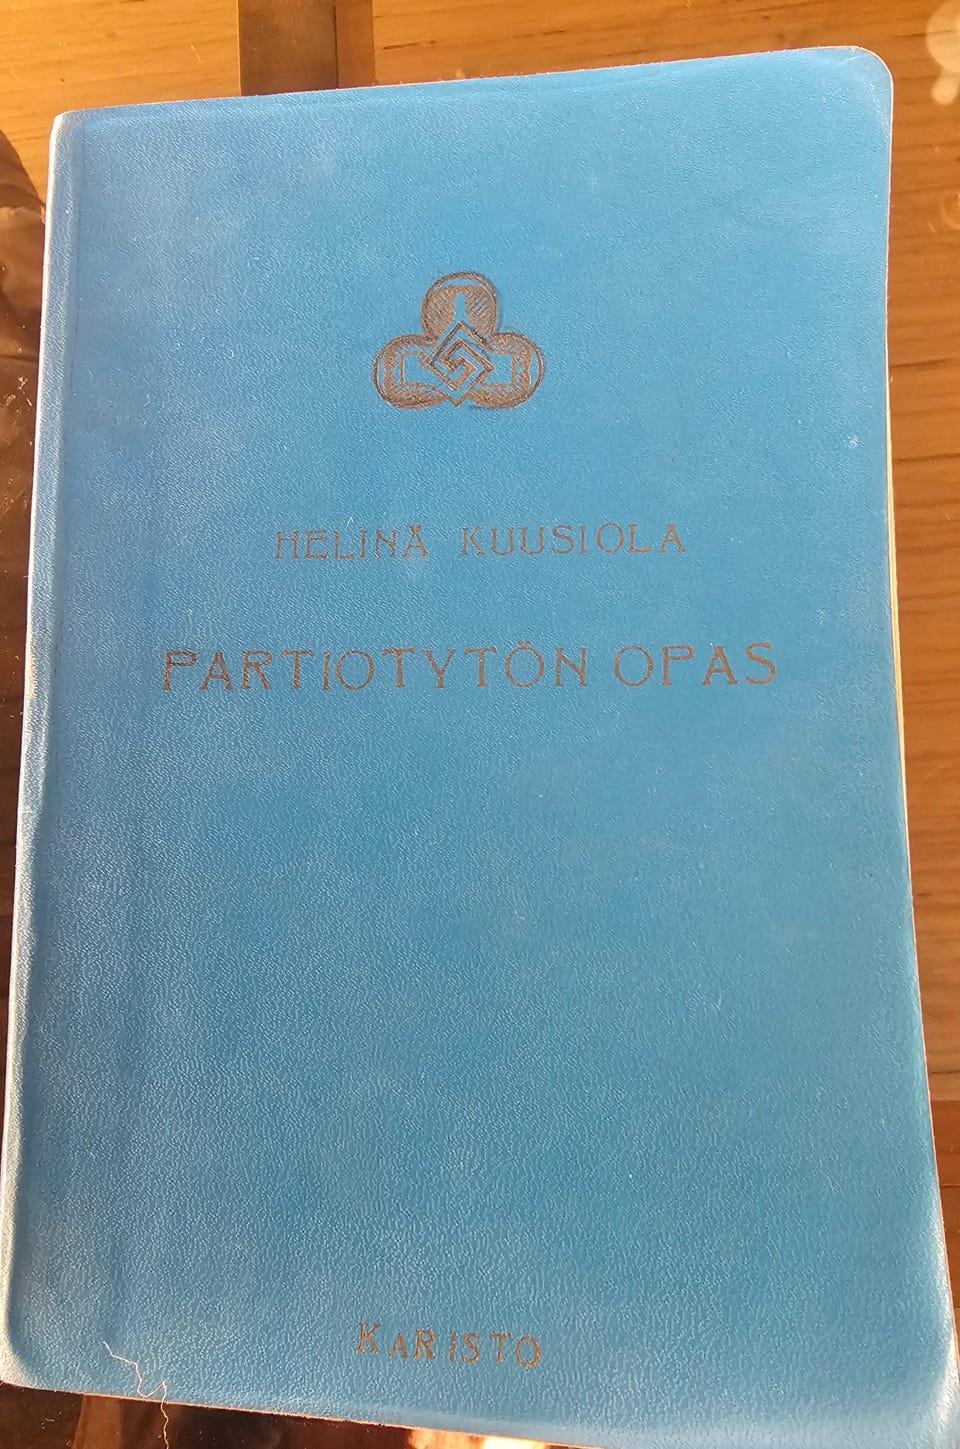 HELINÄ KUUSIOLA
PARTIOTYTÖN OPAS
KARISTO